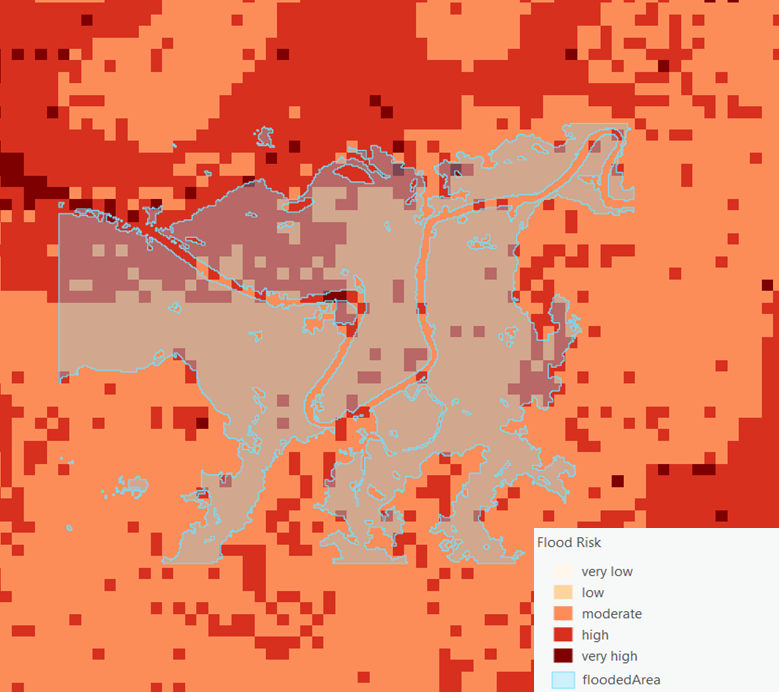 Flood Risk
very low
low
moderate
high
very high
floodedArea